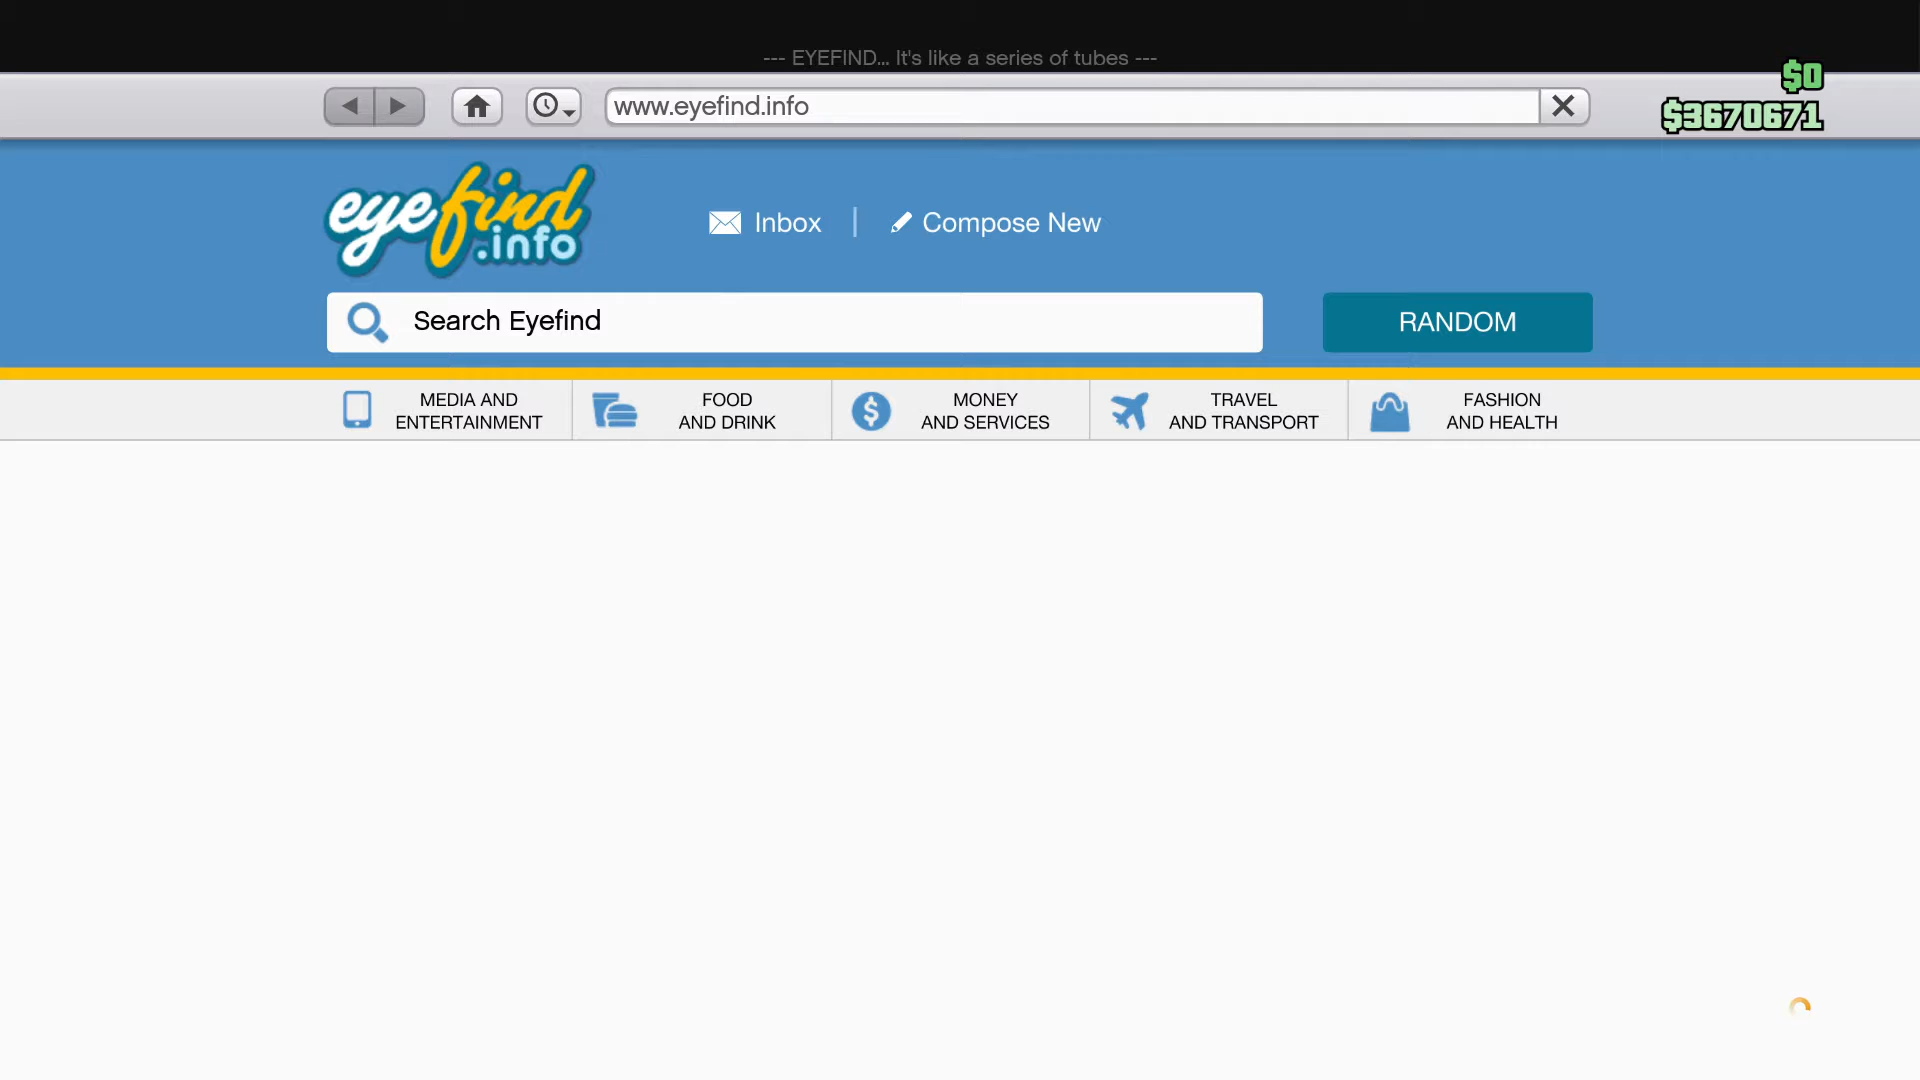 --- EYEFIND... It's like a series of tubes ---
$0
www.eyefind.info
$3670671
eyefind
.info
Inbox
Compose New
Search Eyefind
RANDOM
MEDIA AND
ENTERTAINMENT
FOOD
AND DRINK
MONEY
AND SERVICES
TRAVEL
AND TRANSPORT
FASHION
AND HEALTH